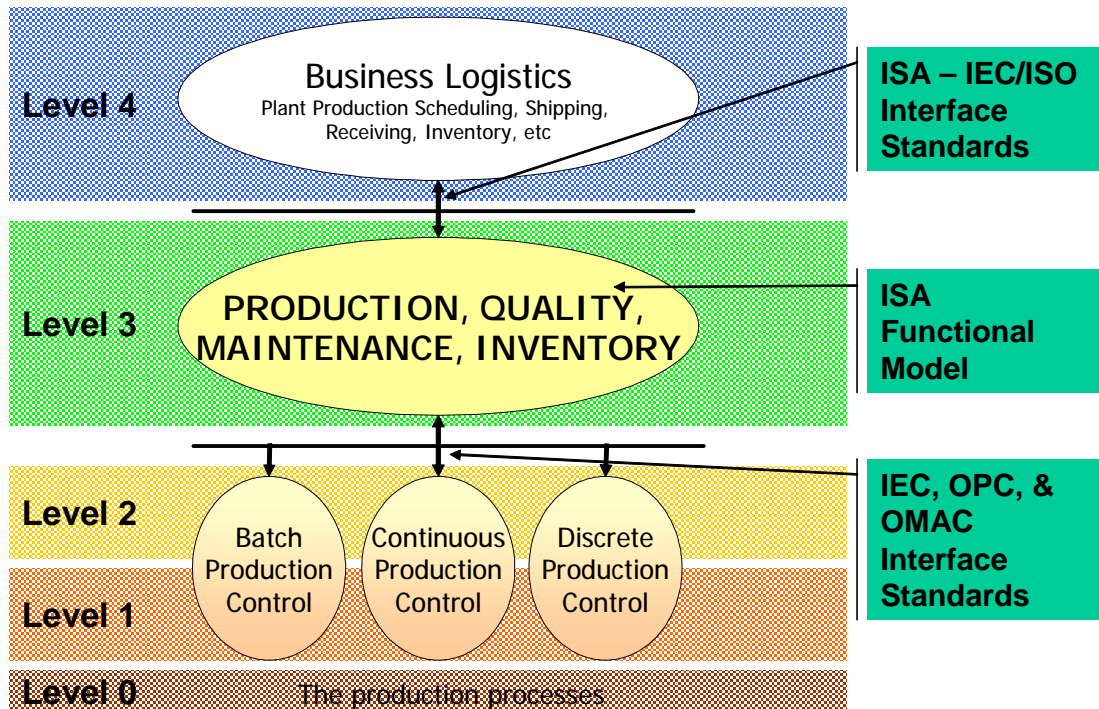 Level 4
Business Logistics
Plant Production Scheduling, Shipping,
Receiving, Inventory, etc
ISA – IEC/ISO
Interface
Standards
Level 3
PRODUCTION, QUALITY,
MAINTENANCE, INVENTORY
ISA
Functional
Model
Level 2
Batch
Production
Control
Continuous
Production
Control
Discrete
Production
Control
IEC, OPC, &
OMAC
Interface
Standards
Level 1
Level 0
The production processes